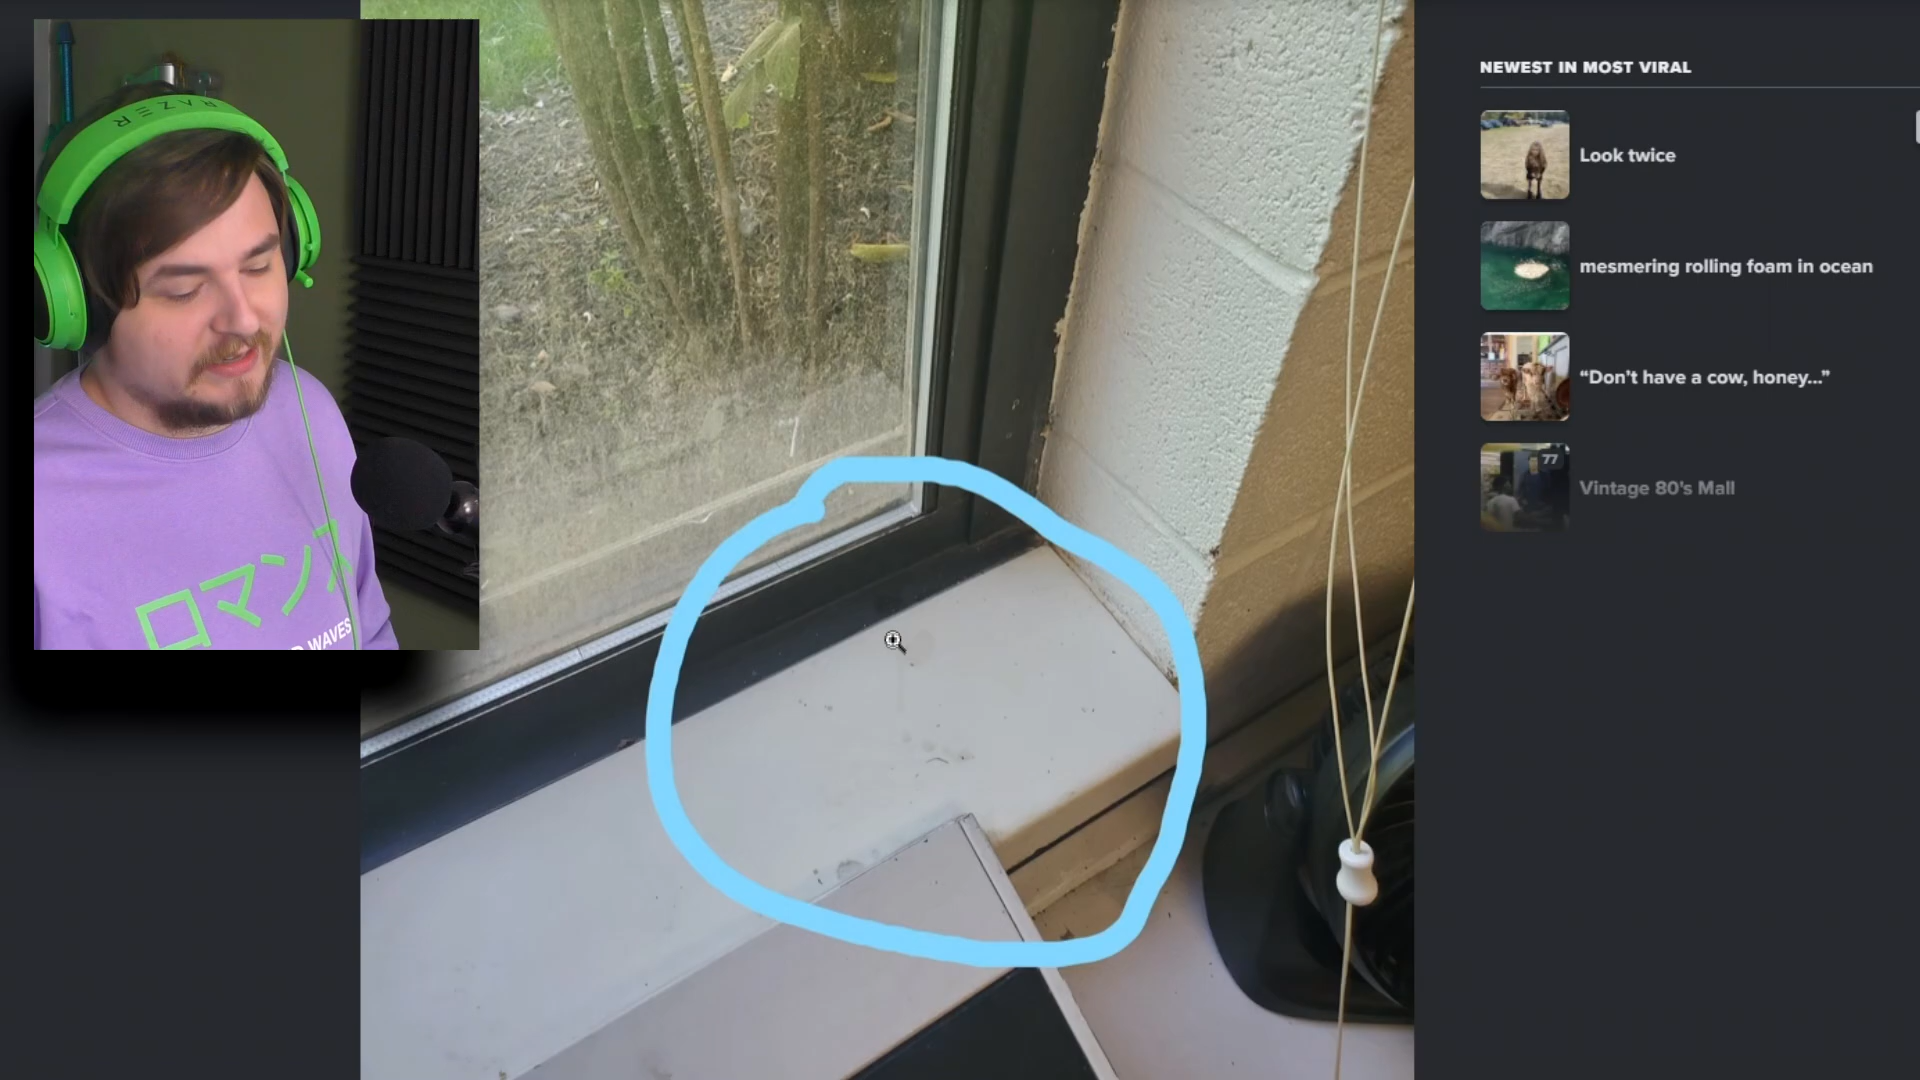 RAZER
ロマンス
WAVES
NEWEST IN MOST VIRAL
Look twice
mesmering rolling foam in ocean
“Don’t have a cow, honey...”
77
Vintage 80's Mall